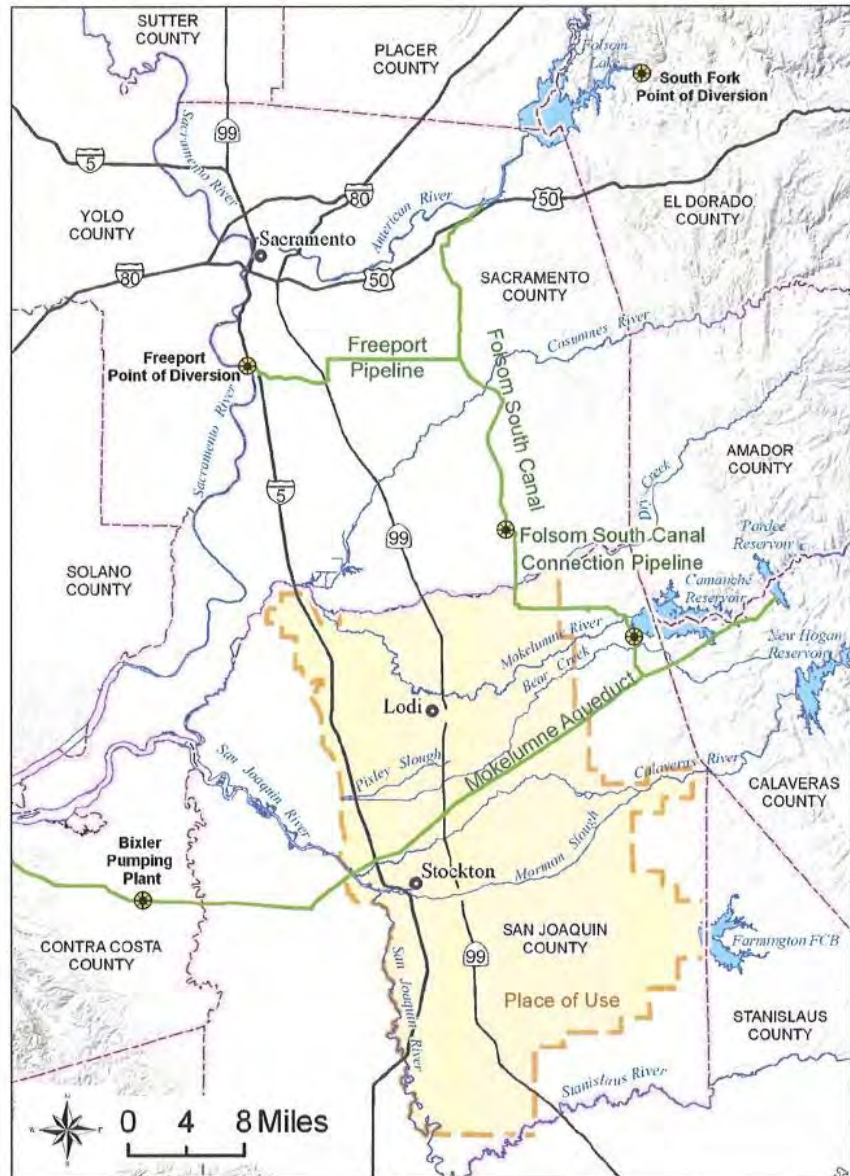 SUTTER
COUNTY
PLACER
COUNTY
Folsom
Lake
South Fork
Point of Diversion
99
5
Sacramento River
80
American River
50
EL DORADO
COUNTY
YOLO
COUNTY
Sacramento
80
50
SACRAMENTO
COUNTY
Cosumnes River
Freeport
Point of Diversion
Freeport
Pipeline
Folsom South Canal
Sacramento River
AMADOR
COUNTY
5
99
Dry Creek
Pardee
Reservoir
Folsom South Canal
Connection Pipeline
SOLANO
COUNTY
Camanche
Reservoir
Mokelumne River
New Hogan
Reservoir
Bear Creek
Lodi
Mokelumne Aqueduct
Pixley Slough
San Joaquin River
Calaveras River
CALAVERAS
COUNTY
Bixler
Pumping
Plant
Mormon Slough
Stockton
SAN JOAQUIN
COUNTY
Farmington FCB
CONTRA COSTA
COUNTY
San Joaquin River
99
Place of Use
STANISLAUS
COUNTY
Stanislaus River
N
W
E
S
0 4 8 Miles